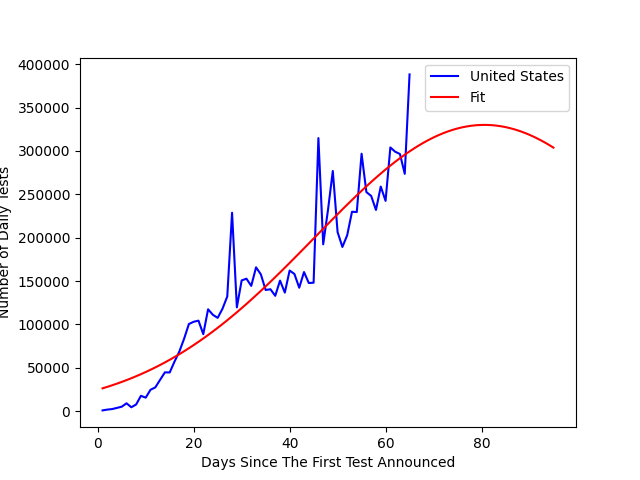 400000
350000
300000
250000
200000
150000
100000
50000
0
Number of Daily Tests
United States
Fit
0 20 40 60 80
Days Since The First Test Announced